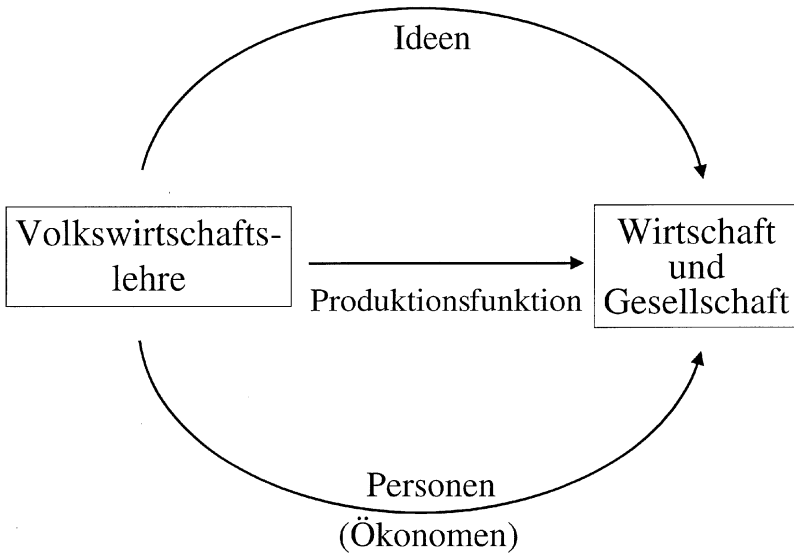 Ideen
Volkswirtschafts-
lehre
Produktionsfunktion
Wirtschaft
und
Gesellschaft
Personen
(Ökonomen)